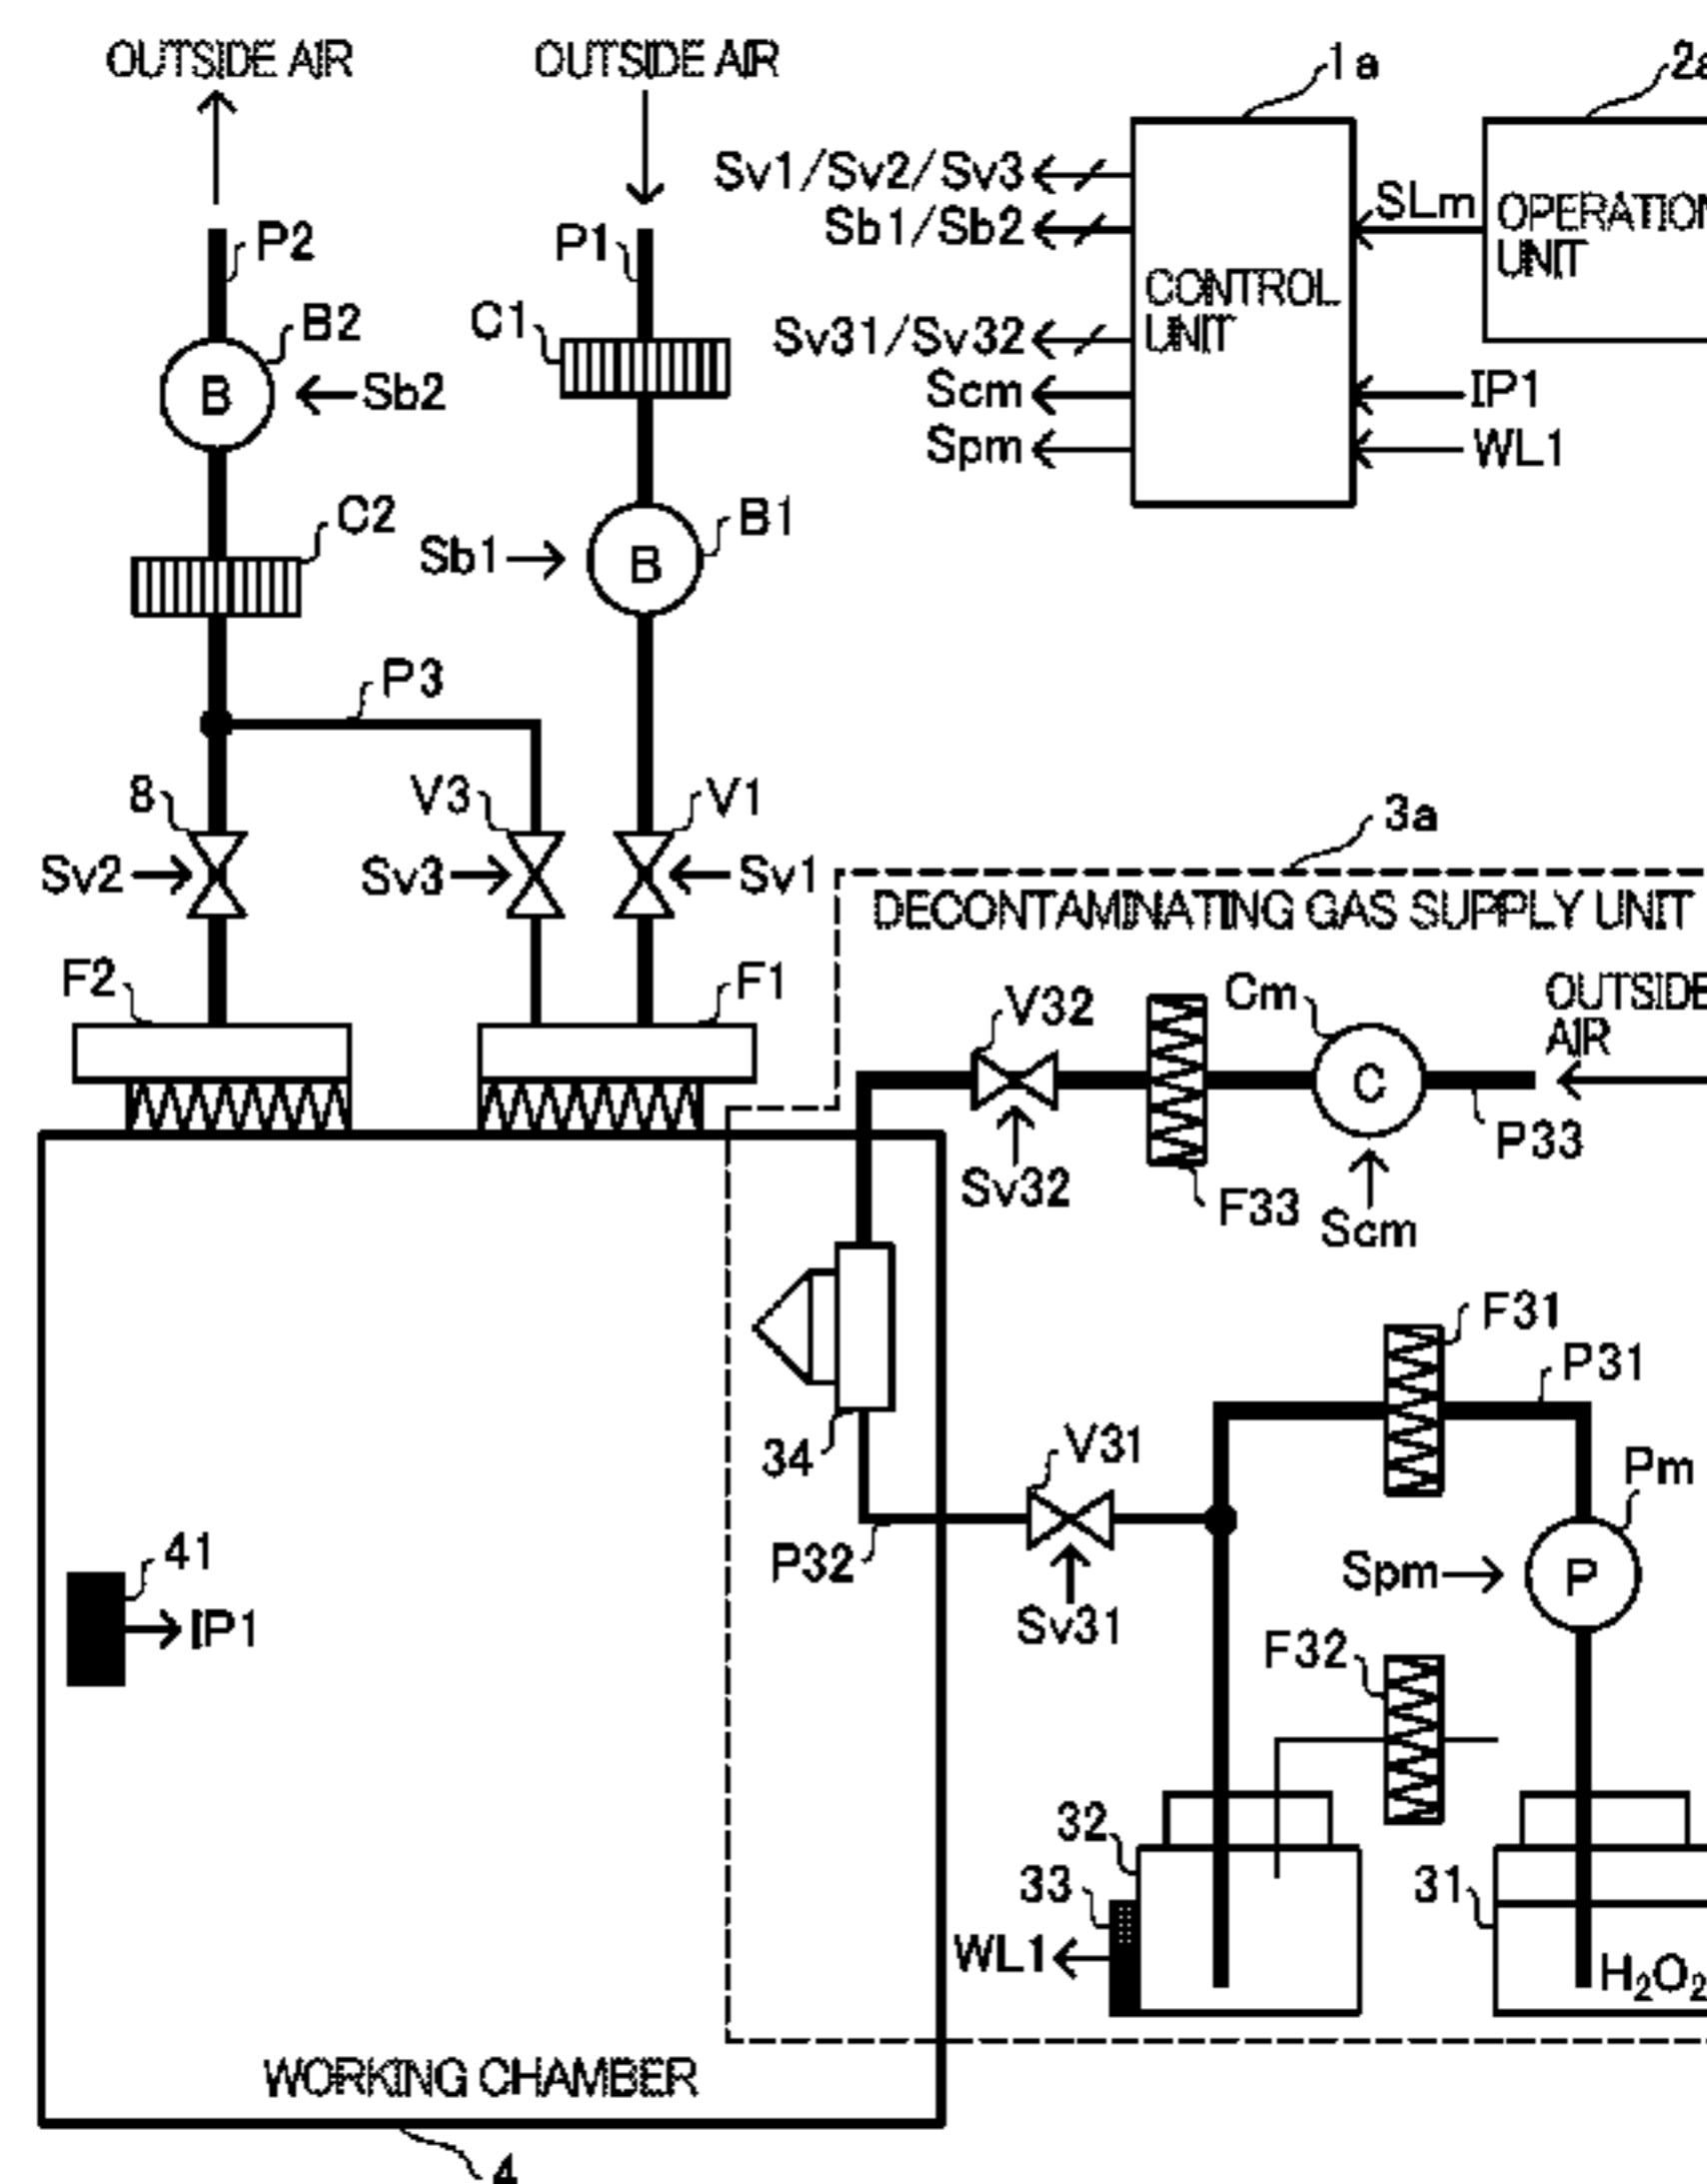 OUTSIDE AIR
OUTSIDE AIR
1a
2a
Sv1/Sv2/Sv3
Sb1/Sb2
SLm
OPERATION
UNIT
P2
P1
B2
C1
CONTROL
UNIT
Sv31/Sv32
B
Sb2
Scm
IP1
Spm
WL1
C2
B1
Sb1
B
P3
8
V3
V1
3a
Sv2
Sv3
Sv1
DECONTAMINATING GAS SUPPLY UNIT
F2
F1
V32
Cm
OUTSIDE
AIR
C
P33
Sv32
F33
Scm
F31
P31
34
V31
Pm
P32
Spm
P
41
IP1
Sv31
F32
32
33
31
WL1
H₂O₂
WORKING CHAMBER
4